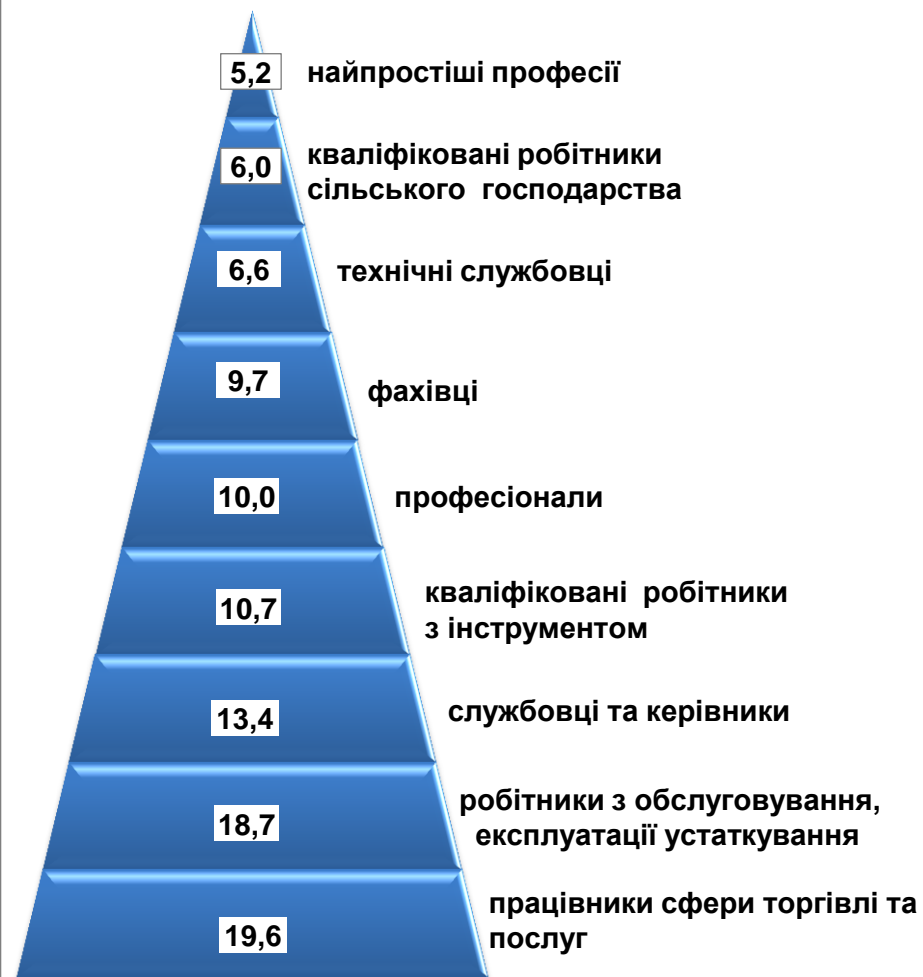 5,2
найпростіші професії
6,0
кваліфіковані робітники
сільського господарства
6,6
технічні службовці
9,7
фахівці
10,0
професіонали
10,7
кваліфіковані робітники
з інструментом
13,4
службовці та керівники
18,7
робітники з обслуговування,
експлуатації устаткування
19,6
працівники сфери торгівлі та
послуг